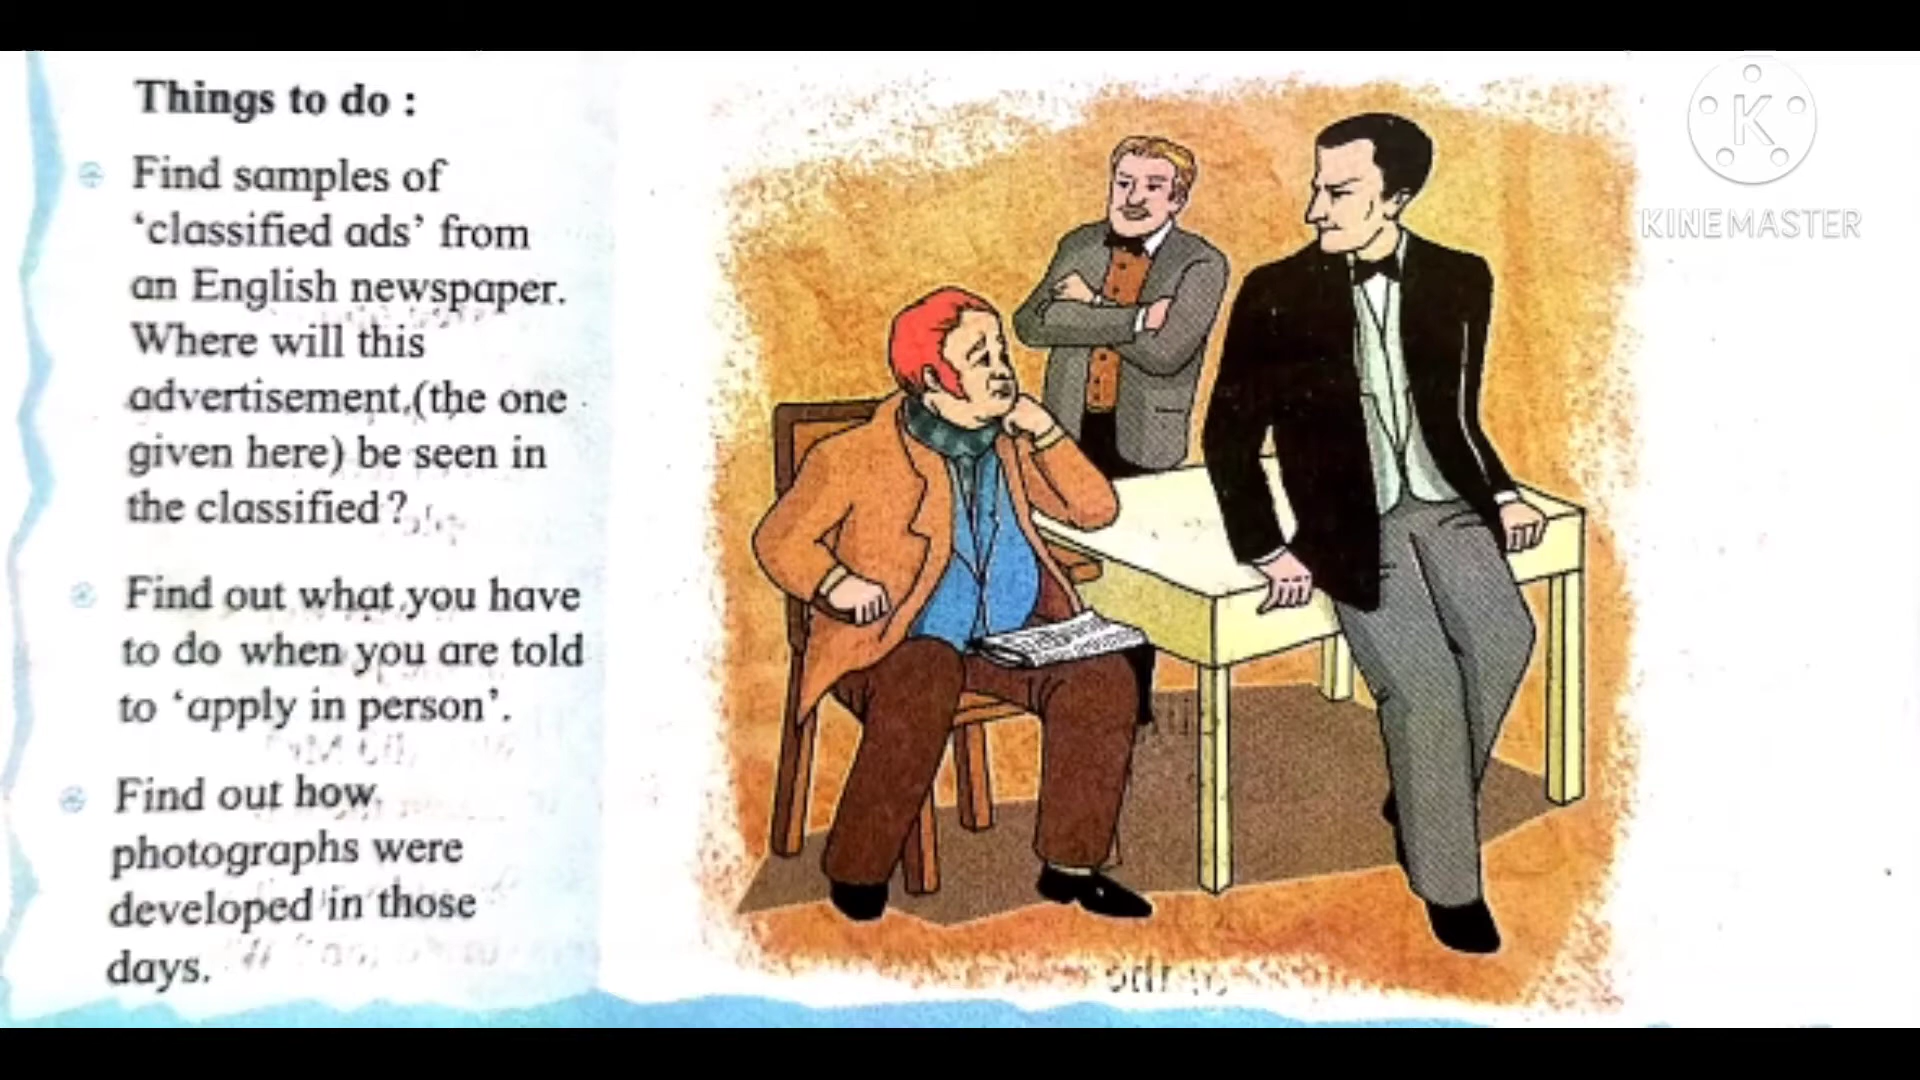 Things to do :
Find samples of
‘classified ads’ from
an English newspaper.
Where will this
advertisement (the one
given here) be seen in
the classified?
Find out what you have
to do when you are told
to ‘apply in person’.
Find out how
photographs were
developed in those
days.
KINEMASTER